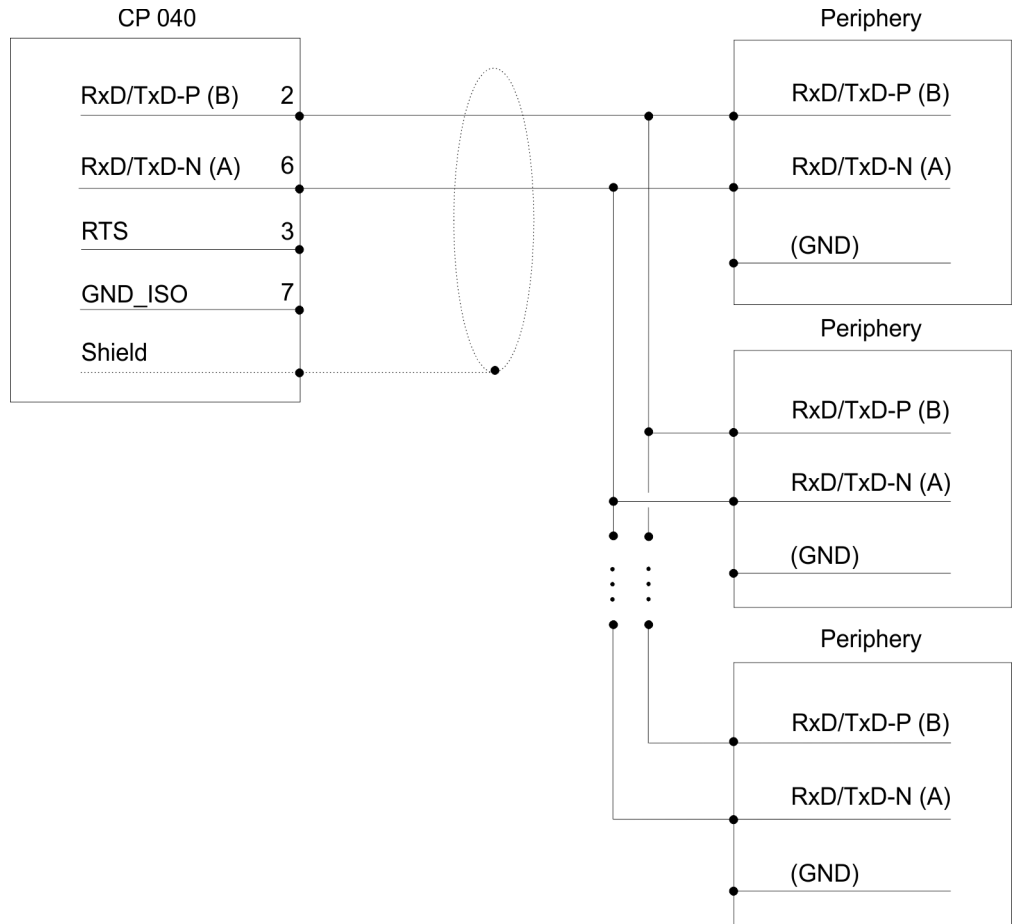 CP 040
RxD/TxD-P (B) 2
RxD/TxD-N (A) 6
RTS 3
GND_ISO 7
Shield
Periphery
RxD/TxD-P (B)
RxD/TxD-N (A)
(GND)
Periphery
RxD/TxD-P (B)
RxD/TxD-N (A)
(GND)
Periphery
RxD/TxD-P (B)
RxD/TxD-N (A)
(GND)